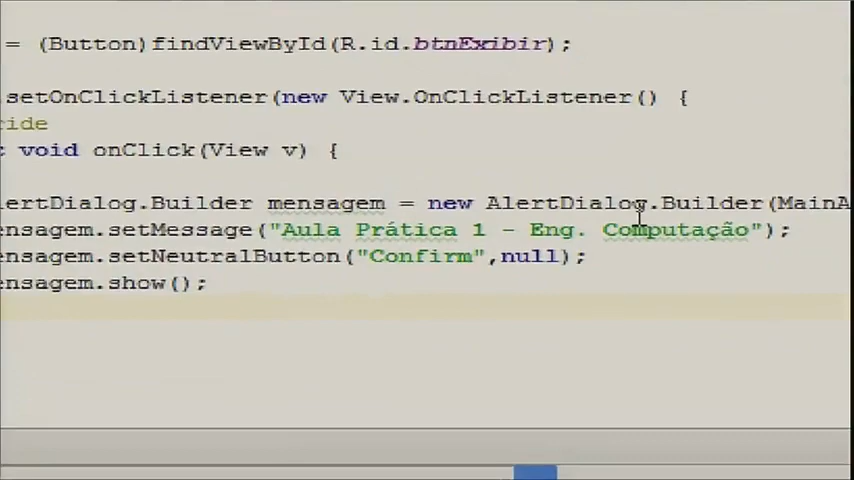 = (Button)findViewById(R.id.btnExibir);
.setOnClickListener(new View.OnClickListener() {
ride
c void onClick(View v) {
lertDialog.Builder mensagem = new AlertDialog.Builder(MainA
ensagem.setMessage("Aula Prática 1 - Eng. Computação");
ensagem.setNeutralButton("Confirm",null);
ensagem.show();